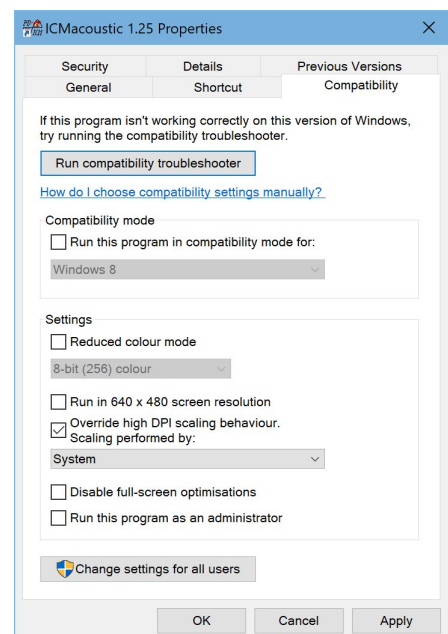 ICMacoustic 1.25 Properties
Security Details Previous Versions
General Shortcut Compatibility
If this program isn't working correctly on this version of Windows,
try running the compatibility troubleshooter.
Run compatibility troubleshooter
How do I choose compatibility settings manually?
Compatibility mode
Run this program in compatibility mode for:
Windows 8
Settings
Reduced colour mode
8-bit (256) colour
Run in 640 x 480 screen resolution
Override high DPI scaling behaviour.
Scaling performed by:
System
Disable full-screen optimisations
Run this program as an administrator
Change settings for all users
OK Cancel Apply